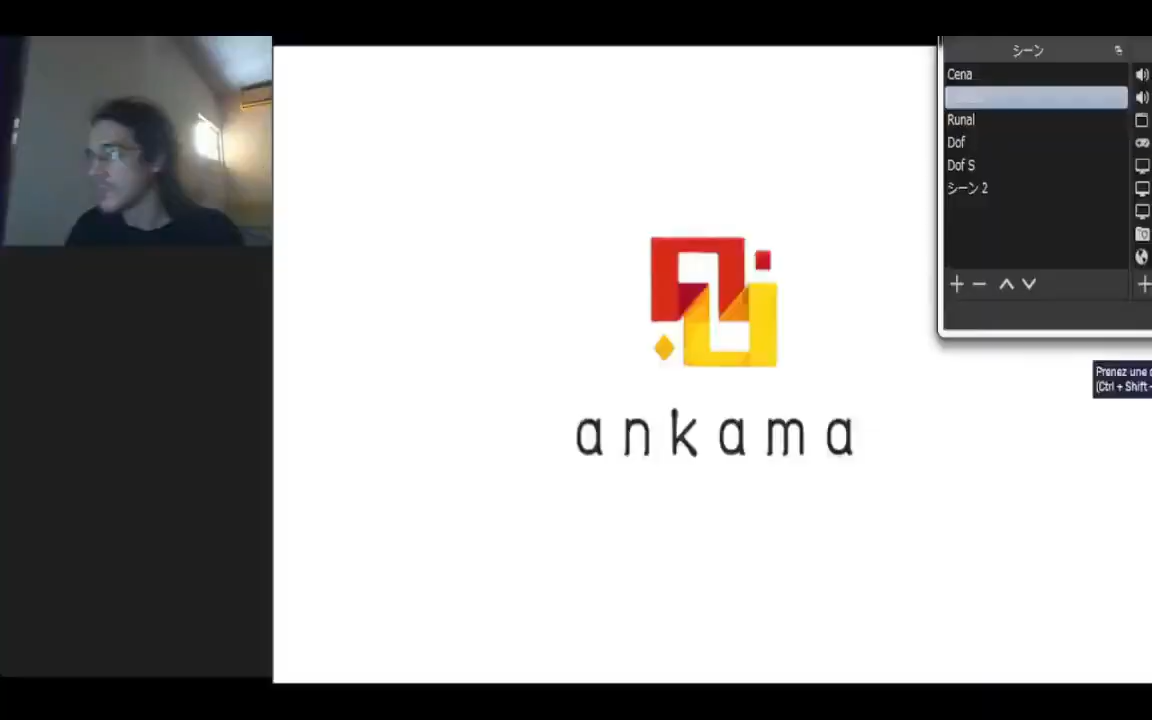 シーン
Cena
Runal
Dof
Dof S
シーン 2
Prenez une
(Ctrl + Shift
ankama